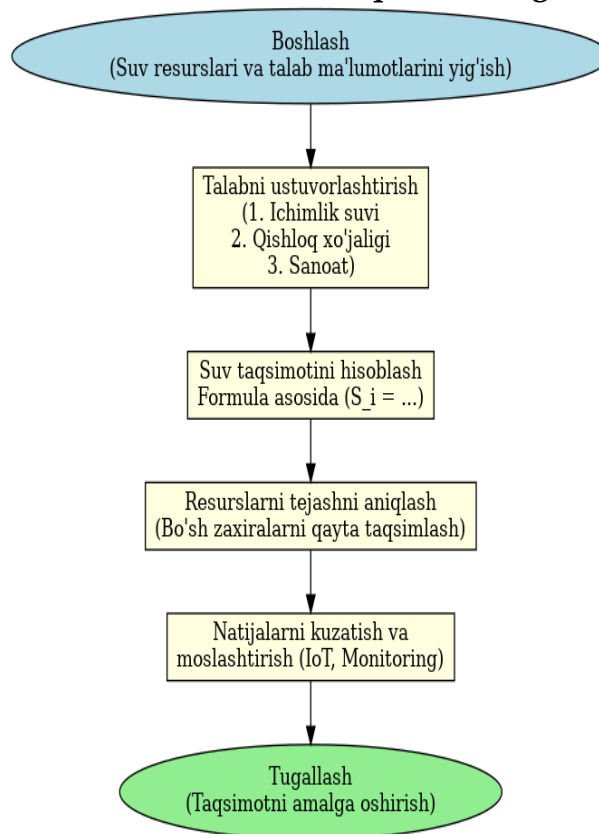 Boshlash
(Suv resurslari va talab ma'lumotlarini yig'ish)
Talabni ustuvorlashtirish
(1. Ichimlik suvi
2. Qishloq xo'jaligi
3. Sanoat)
Suv taqsimotini hisoblash
Formula asosida (S_i = ...)
Resurslarni tejashni aniqlash
(Bo'sh zaxiralarni qayta taqsimlash)
Natijalarni kuzatish va
moslashtirish (IoT, Monitoring)
Tugallash
(Taqsimotni amalga oshirish)